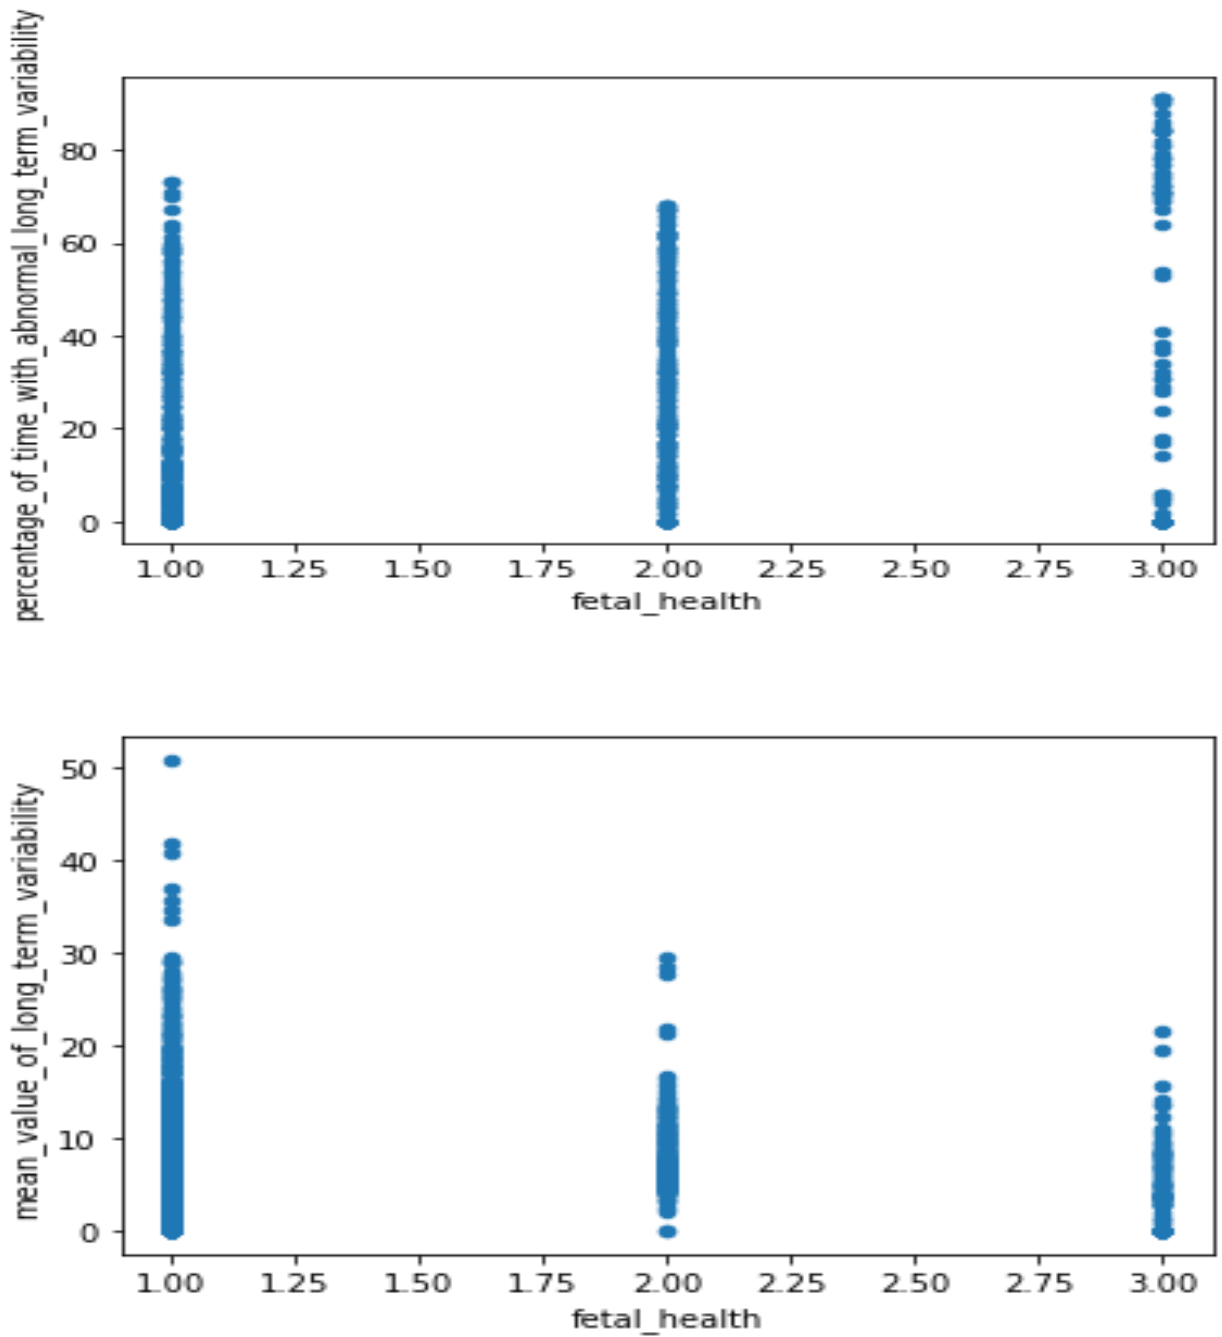 percentage_of_time_with_abnormal_long_term_variability
80
60
40
20
0
1.00 1.25 1.50 1.75 2.00 2.25 2.50 2.75 3.00
fetal_health
mean_value_of_long_term_variability
50
40
30
20
10
0
1.00 1.25 1.50 1.75 2.00 2.25 2.50 2.75 3.00
fetal_health